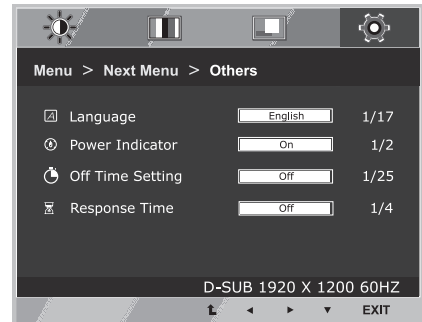 Menu > Next Menu > Others
Language English 1/17
Power Indicator On 1/2
Off Time Setting Off 1/25
Response Time Off 1/4
D-SUB 1920 X 1200 60HZ
EXIT